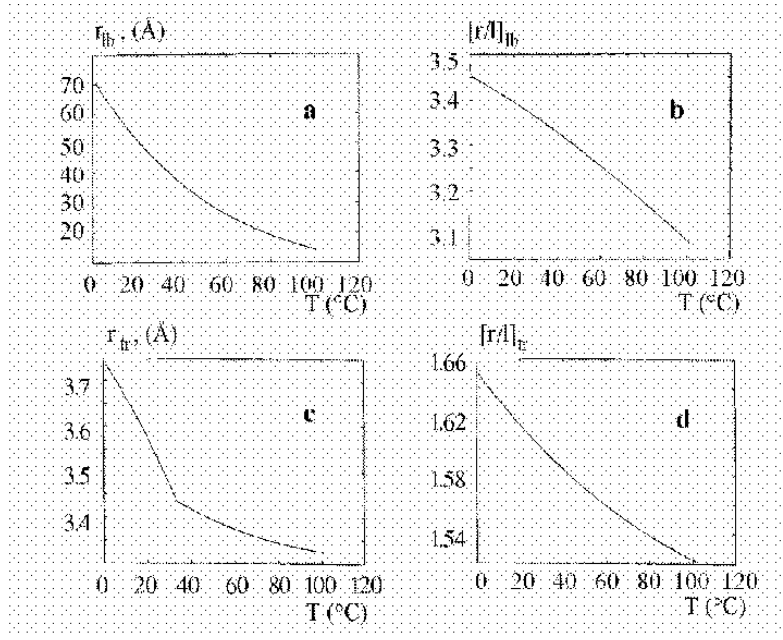 r_lb, (Å)
70
60
50
40
30
20
0 20 40 60 80 100 120
T (°C)
a
[r/l]_lb
3.5
3.4
3.3
3.2
3.1
0 20 40 60 80 100 120
T (°C)
b
r_tr, (Å)
3.7
3.6
3.5
3.4
0 20 40 60 80 100 120
T (°C)
c
[r/l]_tr
1.66
1.62
1.58
1.54
0 20 40 60 80 100 120
T (°C)
d